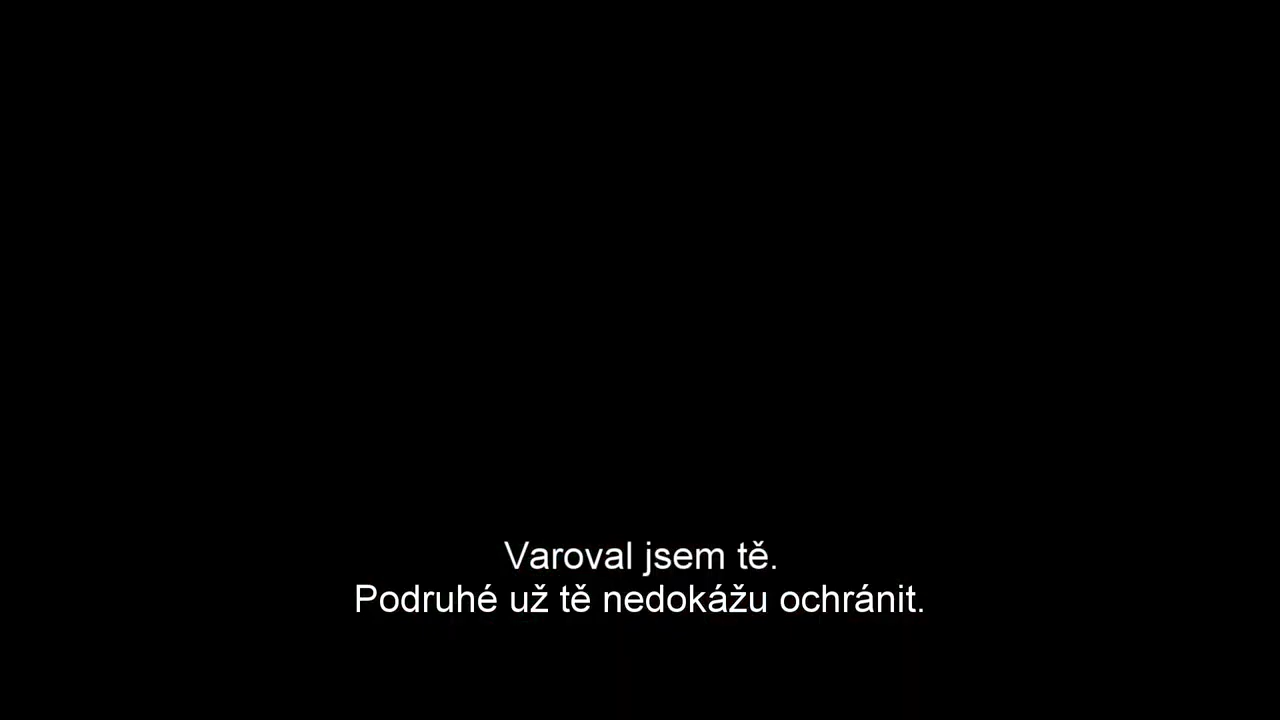 Varoval jsem tě.
Podruhé už tě nedokážu ochránit.